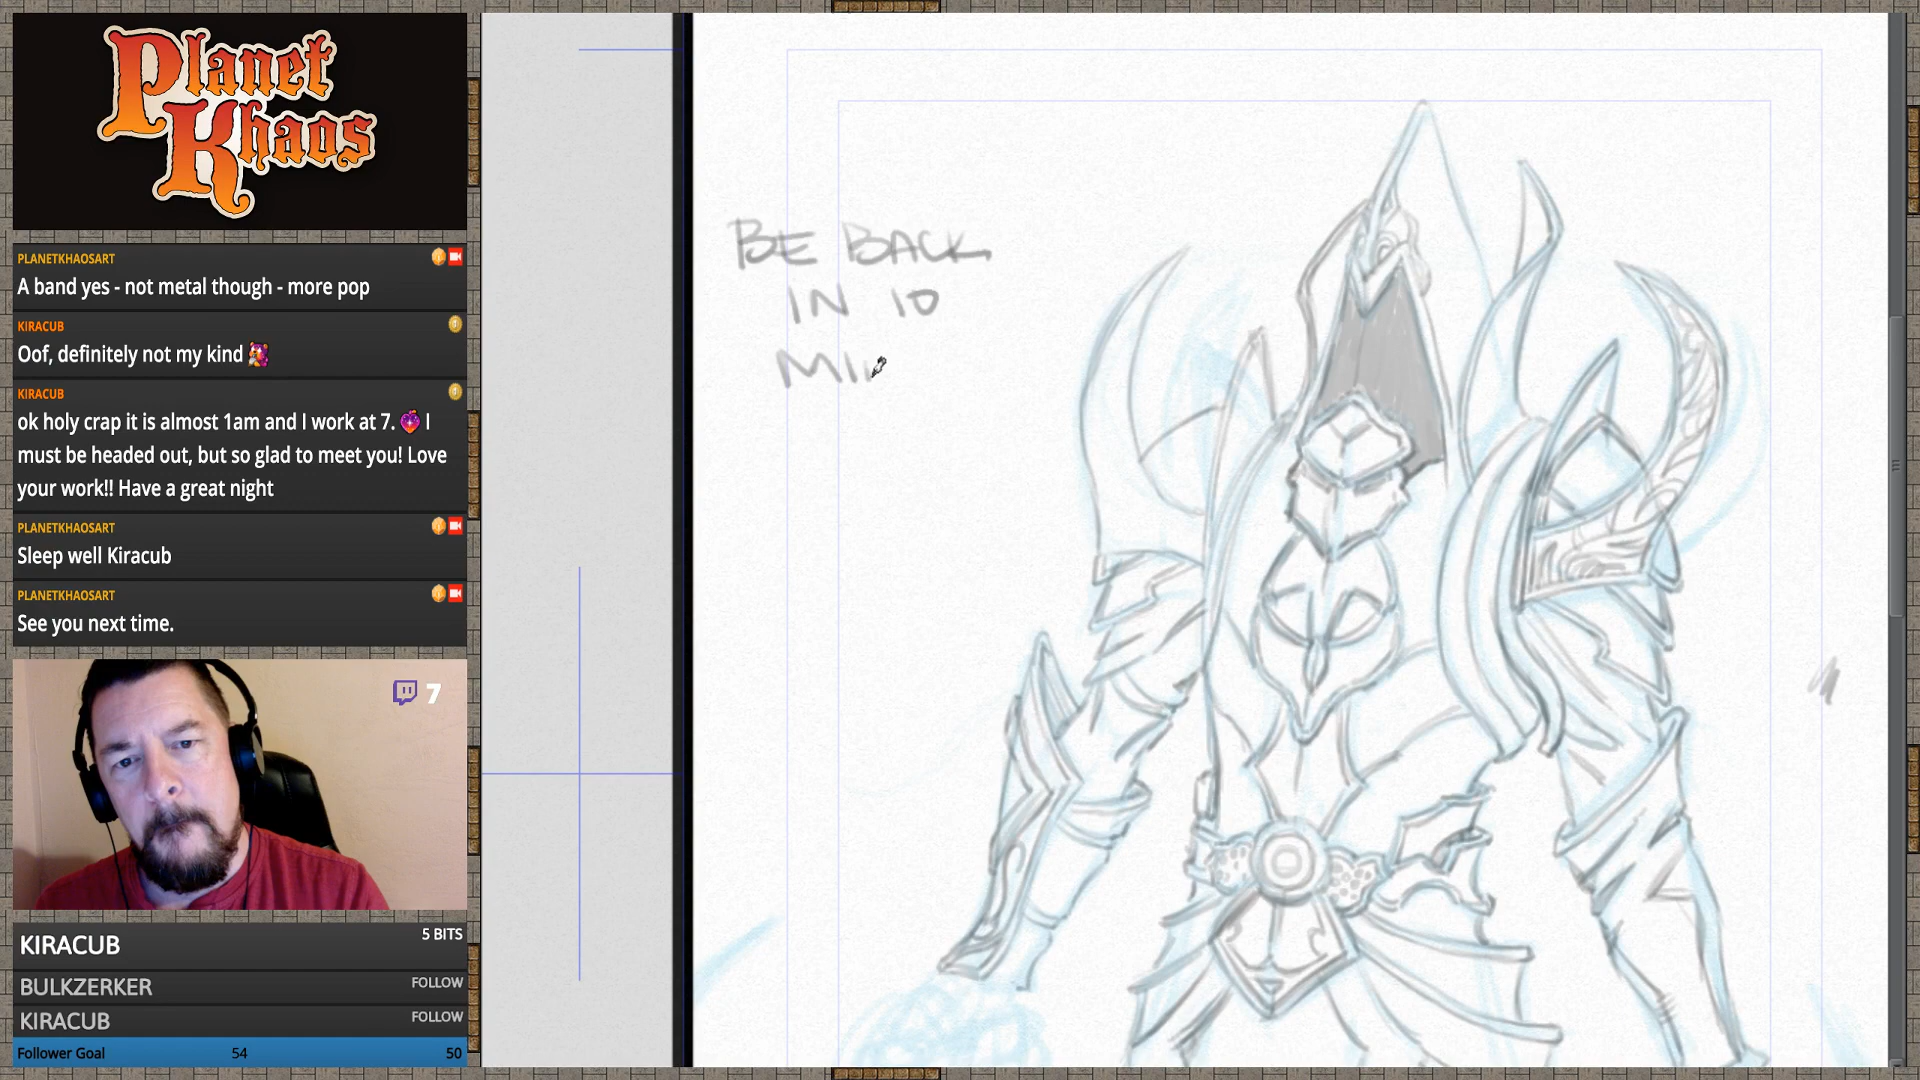 Planet
Khaos
PLANETKHAOSART
A band yes - not metal though - more pop
KIRACUB
Oof, definitely not my kind
KIRACUB
ok holy crap it is almost 1am and I work at 7. I
must be headed out, but so glad to meet you! Love
your work!! Have a great night
PLANETKHAOSART
Sleep well Kiracub
PLANETKHAOSART
See you next time.
7
KIRACUB 5 BITS
BULKZERKER FOLLOW
KIRACUB FOLLOW
Follower Goal 54 50
BE BACK
IN 10